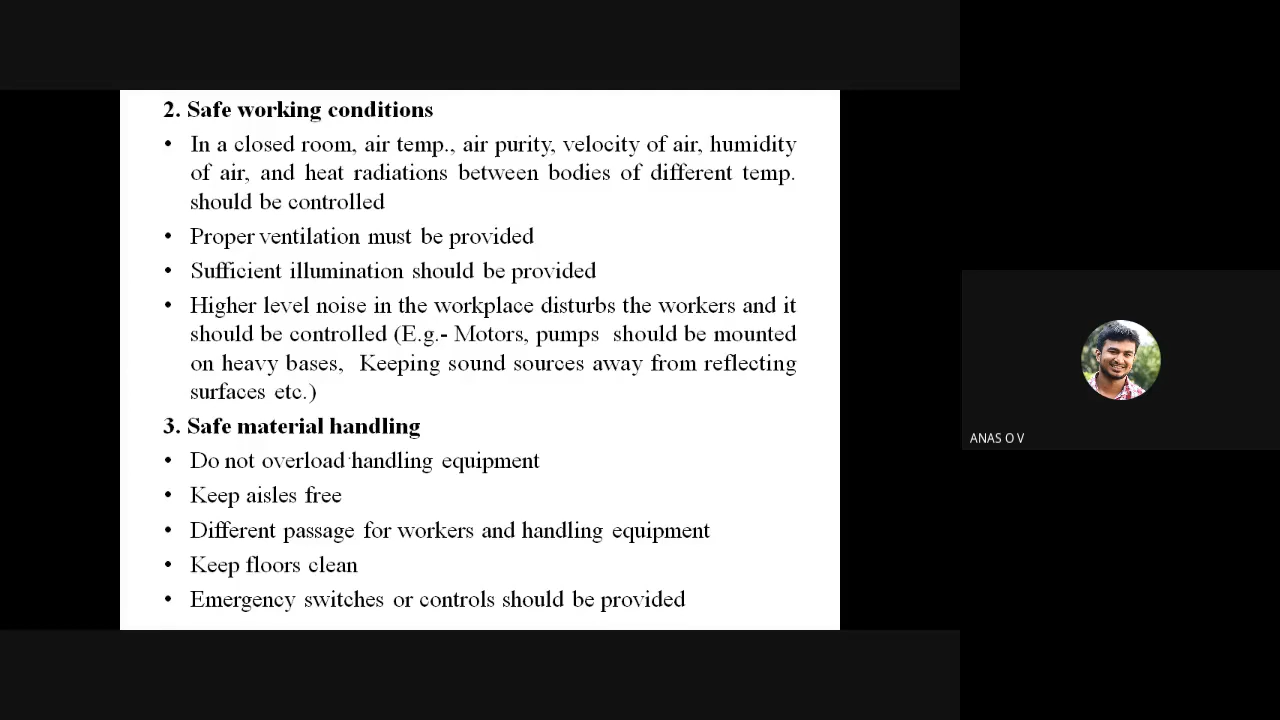 2. Safe working conditions
• In a closed room, air temp., air purity, velocity of air, humidity
of air, and heat radiations between bodies of different temp.
should be controlled
• Proper ventilation must be provided
• Sufficient illumination should be provided
• Higher level noise in the workplace disturbs the workers and it
should be controlled (E.g.- Motors, pumps should be mounted
on heavy bases, Keeping sound sources away from reflecting
surfaces etc.)
3. Safe material handling
• Do not overload handling equipment
• Keep aisles free
• Different passage for workers and handling equipment
• Keep floors clean
• Emergency switches or controls should be provided
ANAS O V